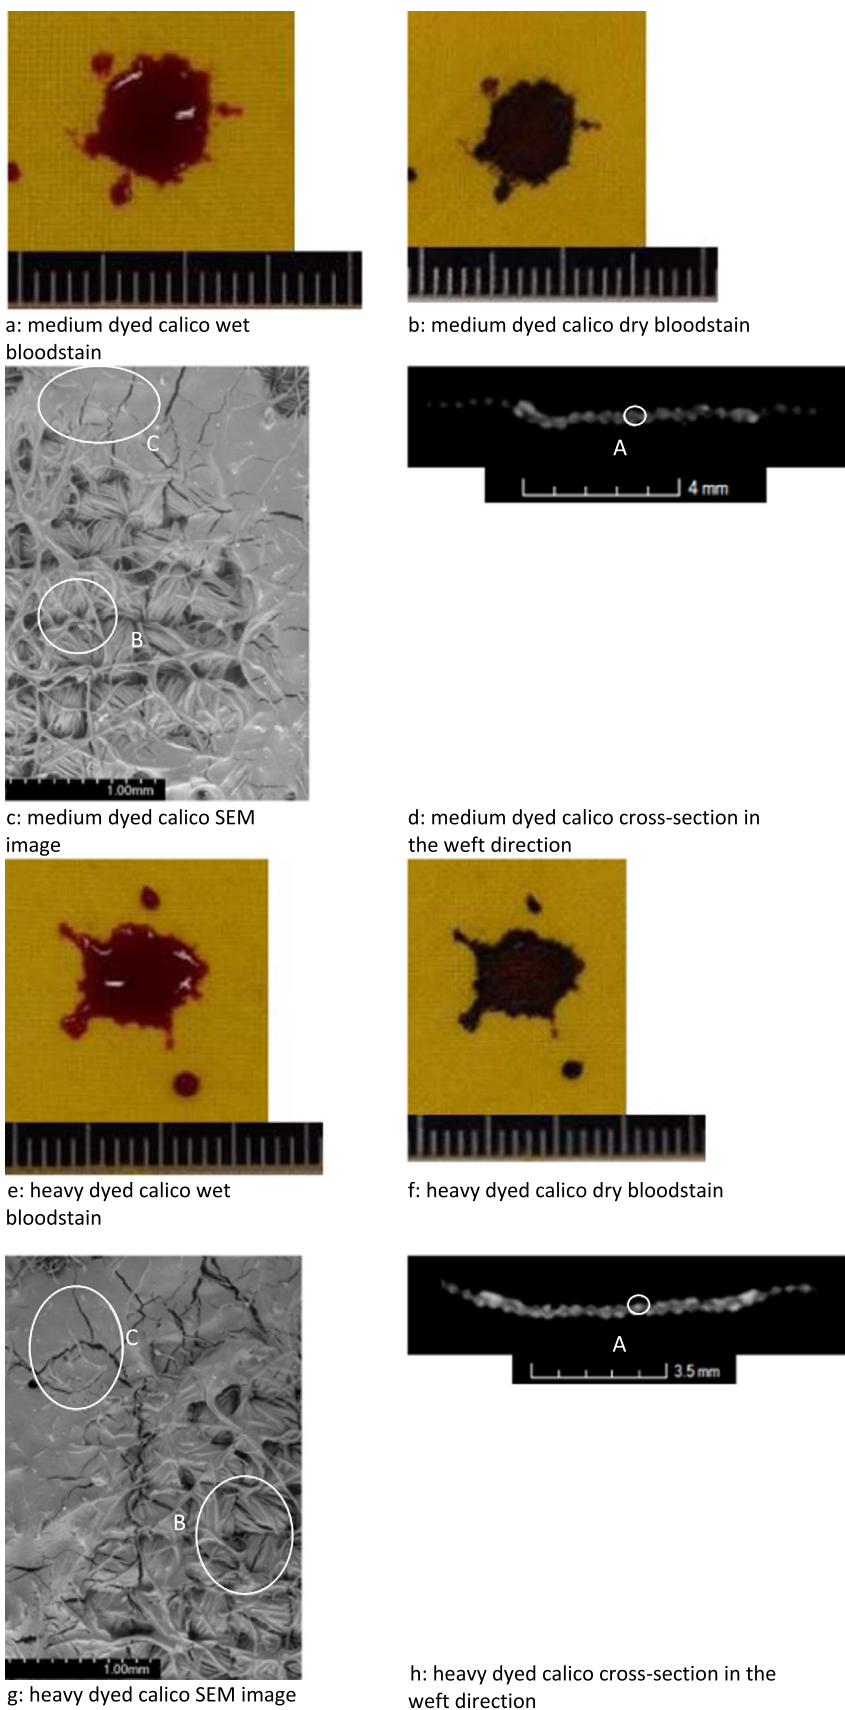 a: medium dyed calico wet
bloodstain
b: medium dyed calico dry bloodstain
C
B
1.00mm
A
4 mm
c: medium dyed calico SEM
image
d: medium dyed calico cross-section in
the weft direction
e: heavy dyed calico wet
bloodstain
f: heavy dyed calico dry bloodstain
C
B
1.00mm
A
3.5 mm
g: heavy dyed calico SEM image
h: heavy dyed calico cross-section in the
weft direction